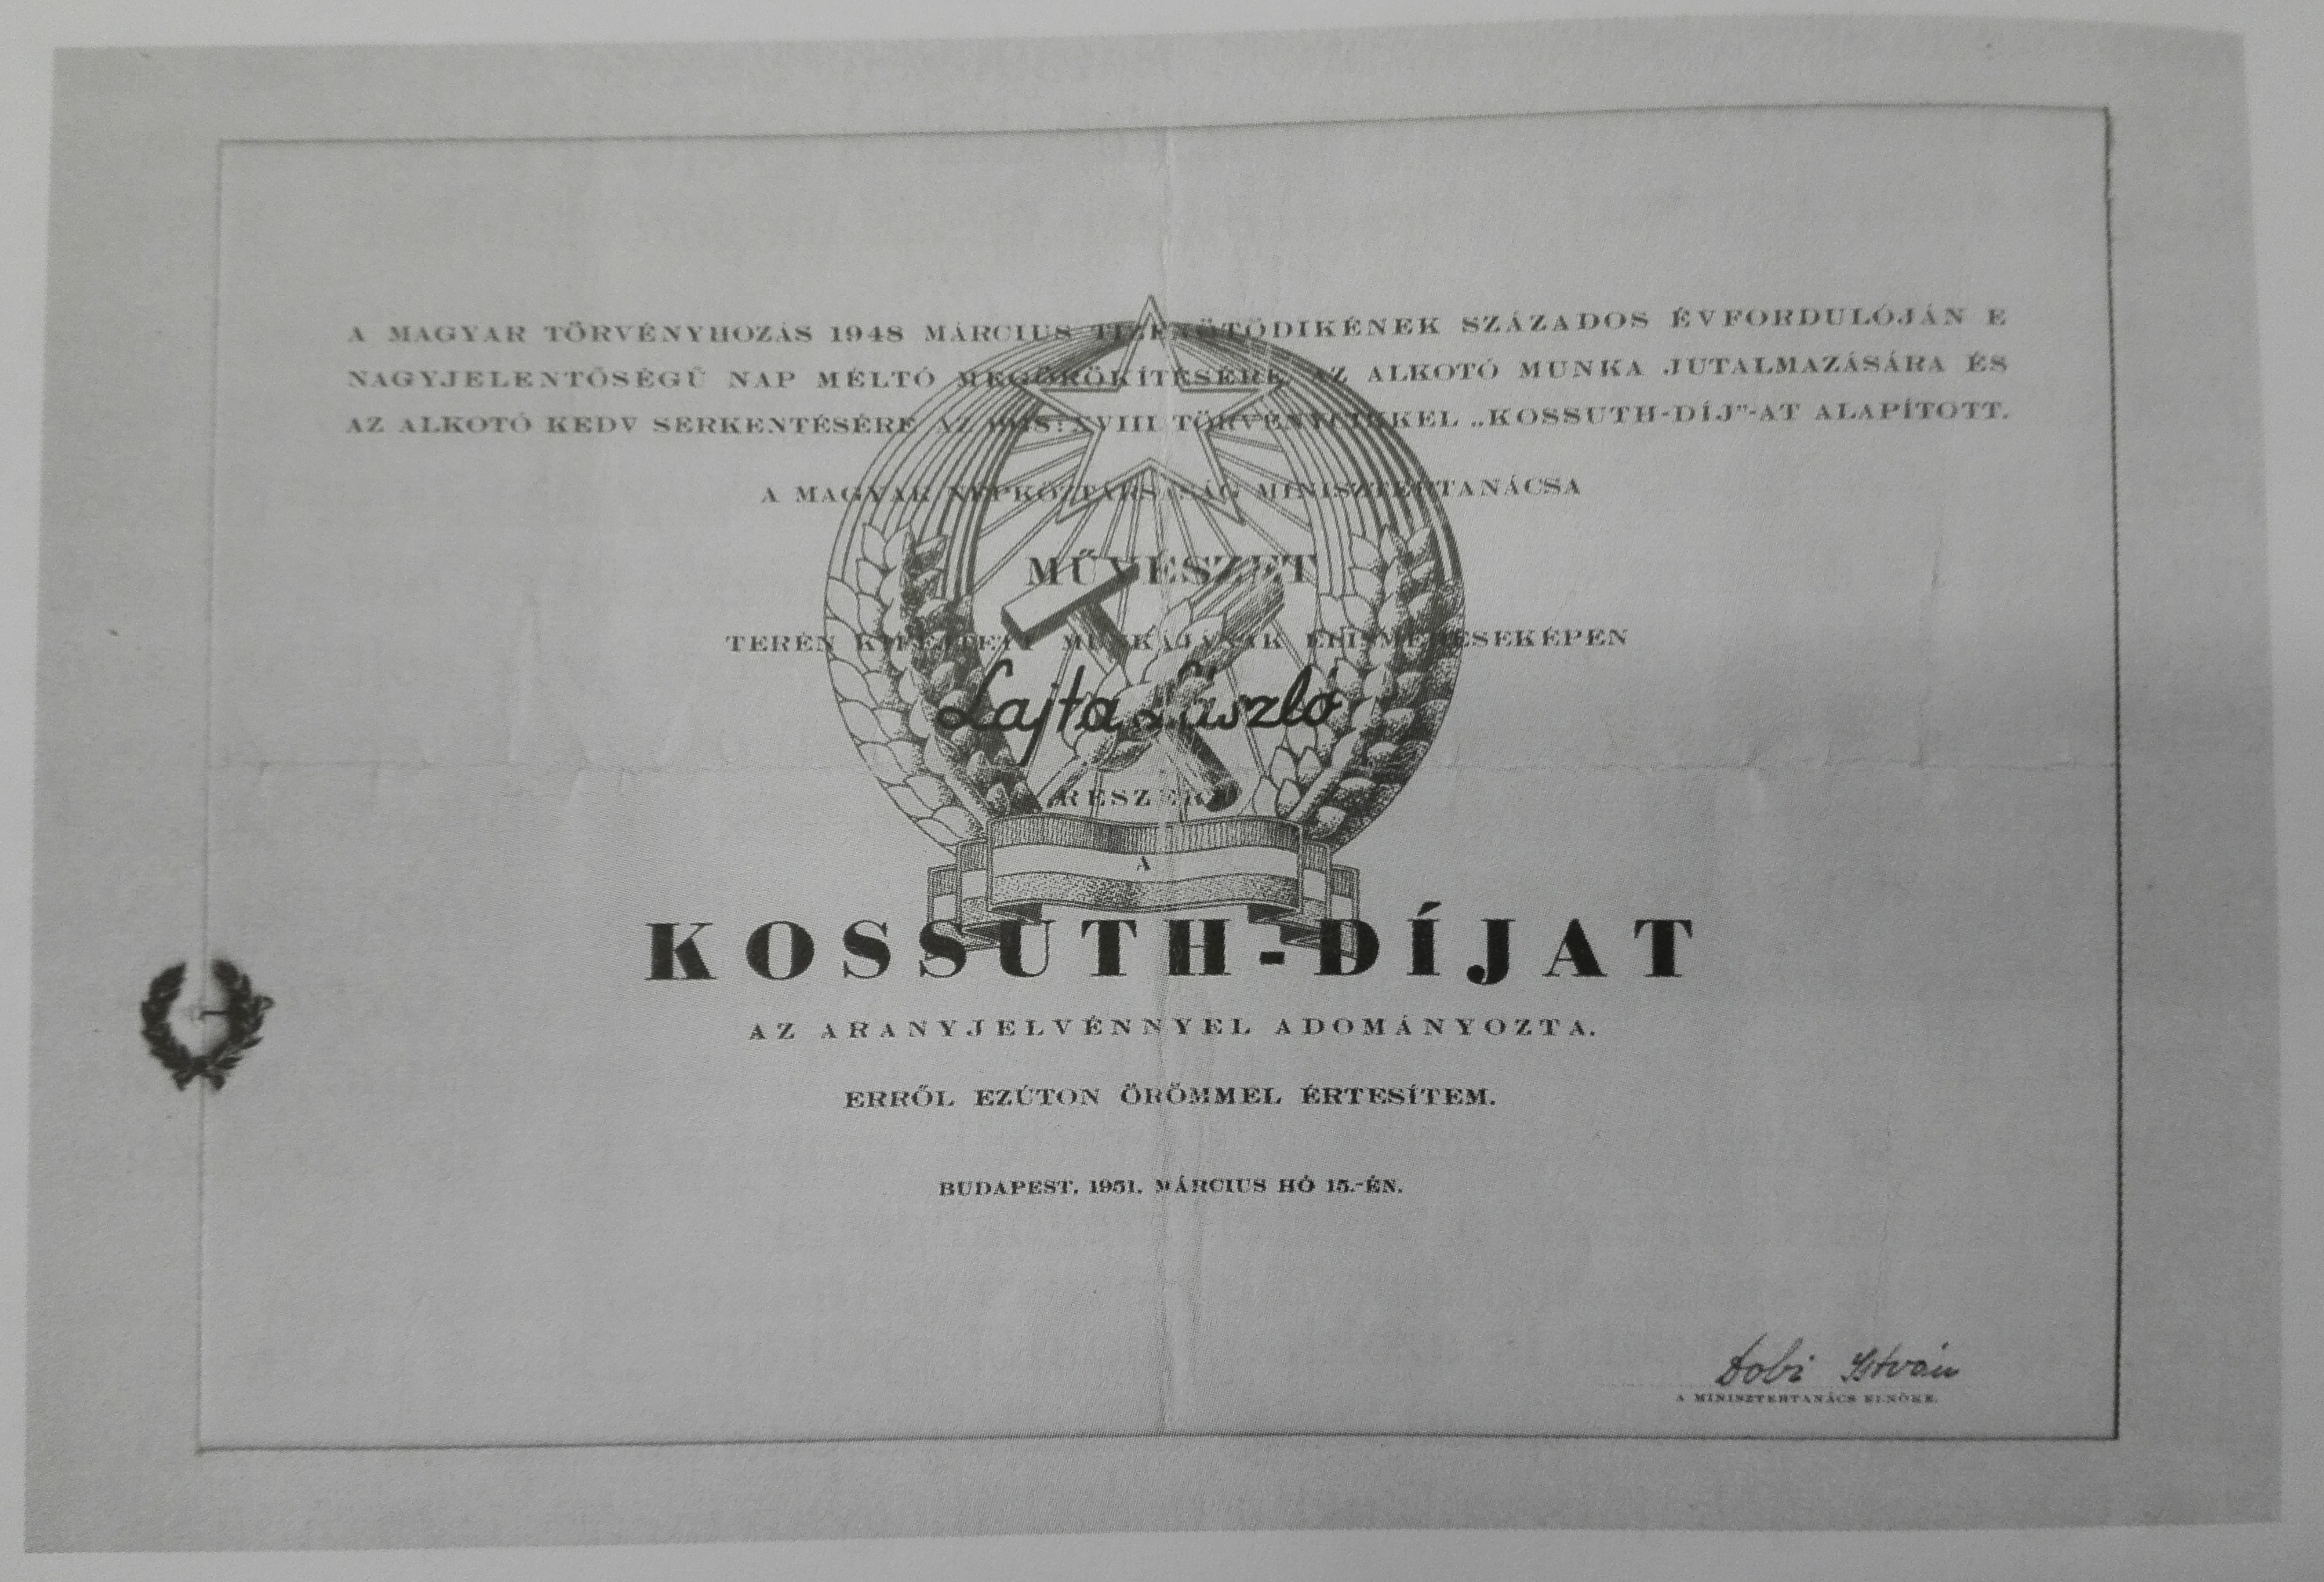 A MAGYAR TÖRVÉNYHOZÁS 1948 MÁRCIUS TIZENÖTÖDIKÉNEK SZÁZADOS ÉVFORDULÓJÁN E
NAGYJELENTŐSÉGŰ NAP MÉLTÓ MEGÖRÖKÍTÉSÉRE, AZ ALKOTÓ MUNKA JUTALMAZÁSÁRA ÉS
AZ ALKOTÓ KEDV SERKENTÉSÉRE AZ 1948: XVIII TÖRVÉNYCIKKEL „KOSSUTH-DÍJ”-AT ALAPÍTOTT.
A MAGYAR NÉPKÖZTÁRSASÁG MINISZTERTANÁCSA
MŰVÉSZET
TERÉN KIFEJTETT MUNKÁJÁNAK ELISMERÉSEKÉPEN
Lajta László
RÉSZÉRE
A
KOSSUTH-DÍJAT
AZ ARANYJELVÉNNYEL ADOMÁNYOZTA.
ERRŐL EZÚTON ÖRÖMMEL ÉRTESÍTEM.
BUDAPEST, 1951. MÁRCIUS HÓ 15.-ÉN.
Dobi István
A MINISZTERTANÁCS ELNÖKE.